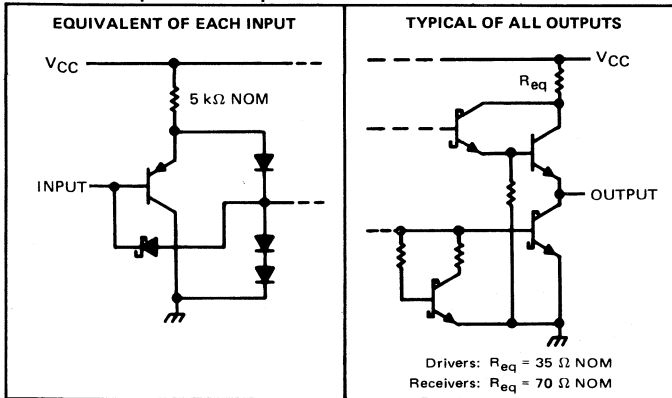 EQUIVALENT OF EACH INPUT
VCC
5 kΩ NOM
INPUT
TYPICAL OF ALL OUTPUTS
VCC
Req
OUTPUT
Drivers: Req = 35 Ω NOM
Receivers: Req = 70 Ω NOM